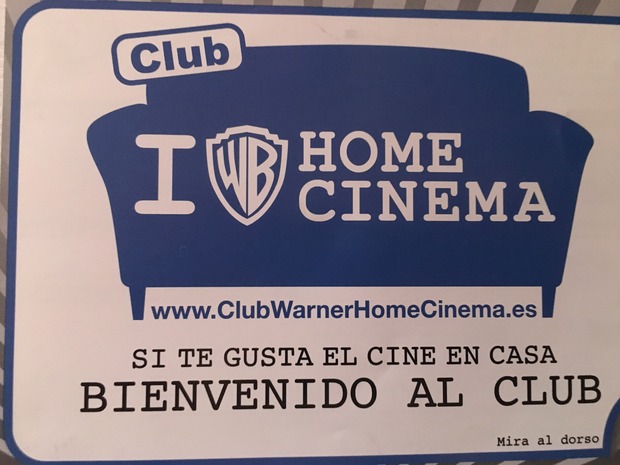 Club
I WB HOME
CINEMA
www.ClubWarnerHomeCinema.es
SI TE GUSTA EL CINE EN CASA
BIENVENIDO AL CLUB
Mira al dorso